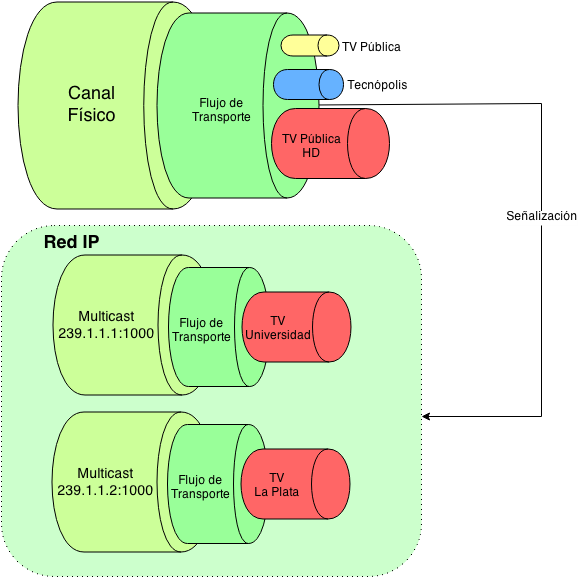 Canal
Físico
Flujo de
Transporte
TV Pública
Tecnópolis
TV Pública
HD
Señalización
Red IP
Multicast
239.1.1.1:1000
Flujo de
Transporte
TV
Universidad
Multicast
239.1.1.2:1000
Flujo de
Transporte
TV
La Plata